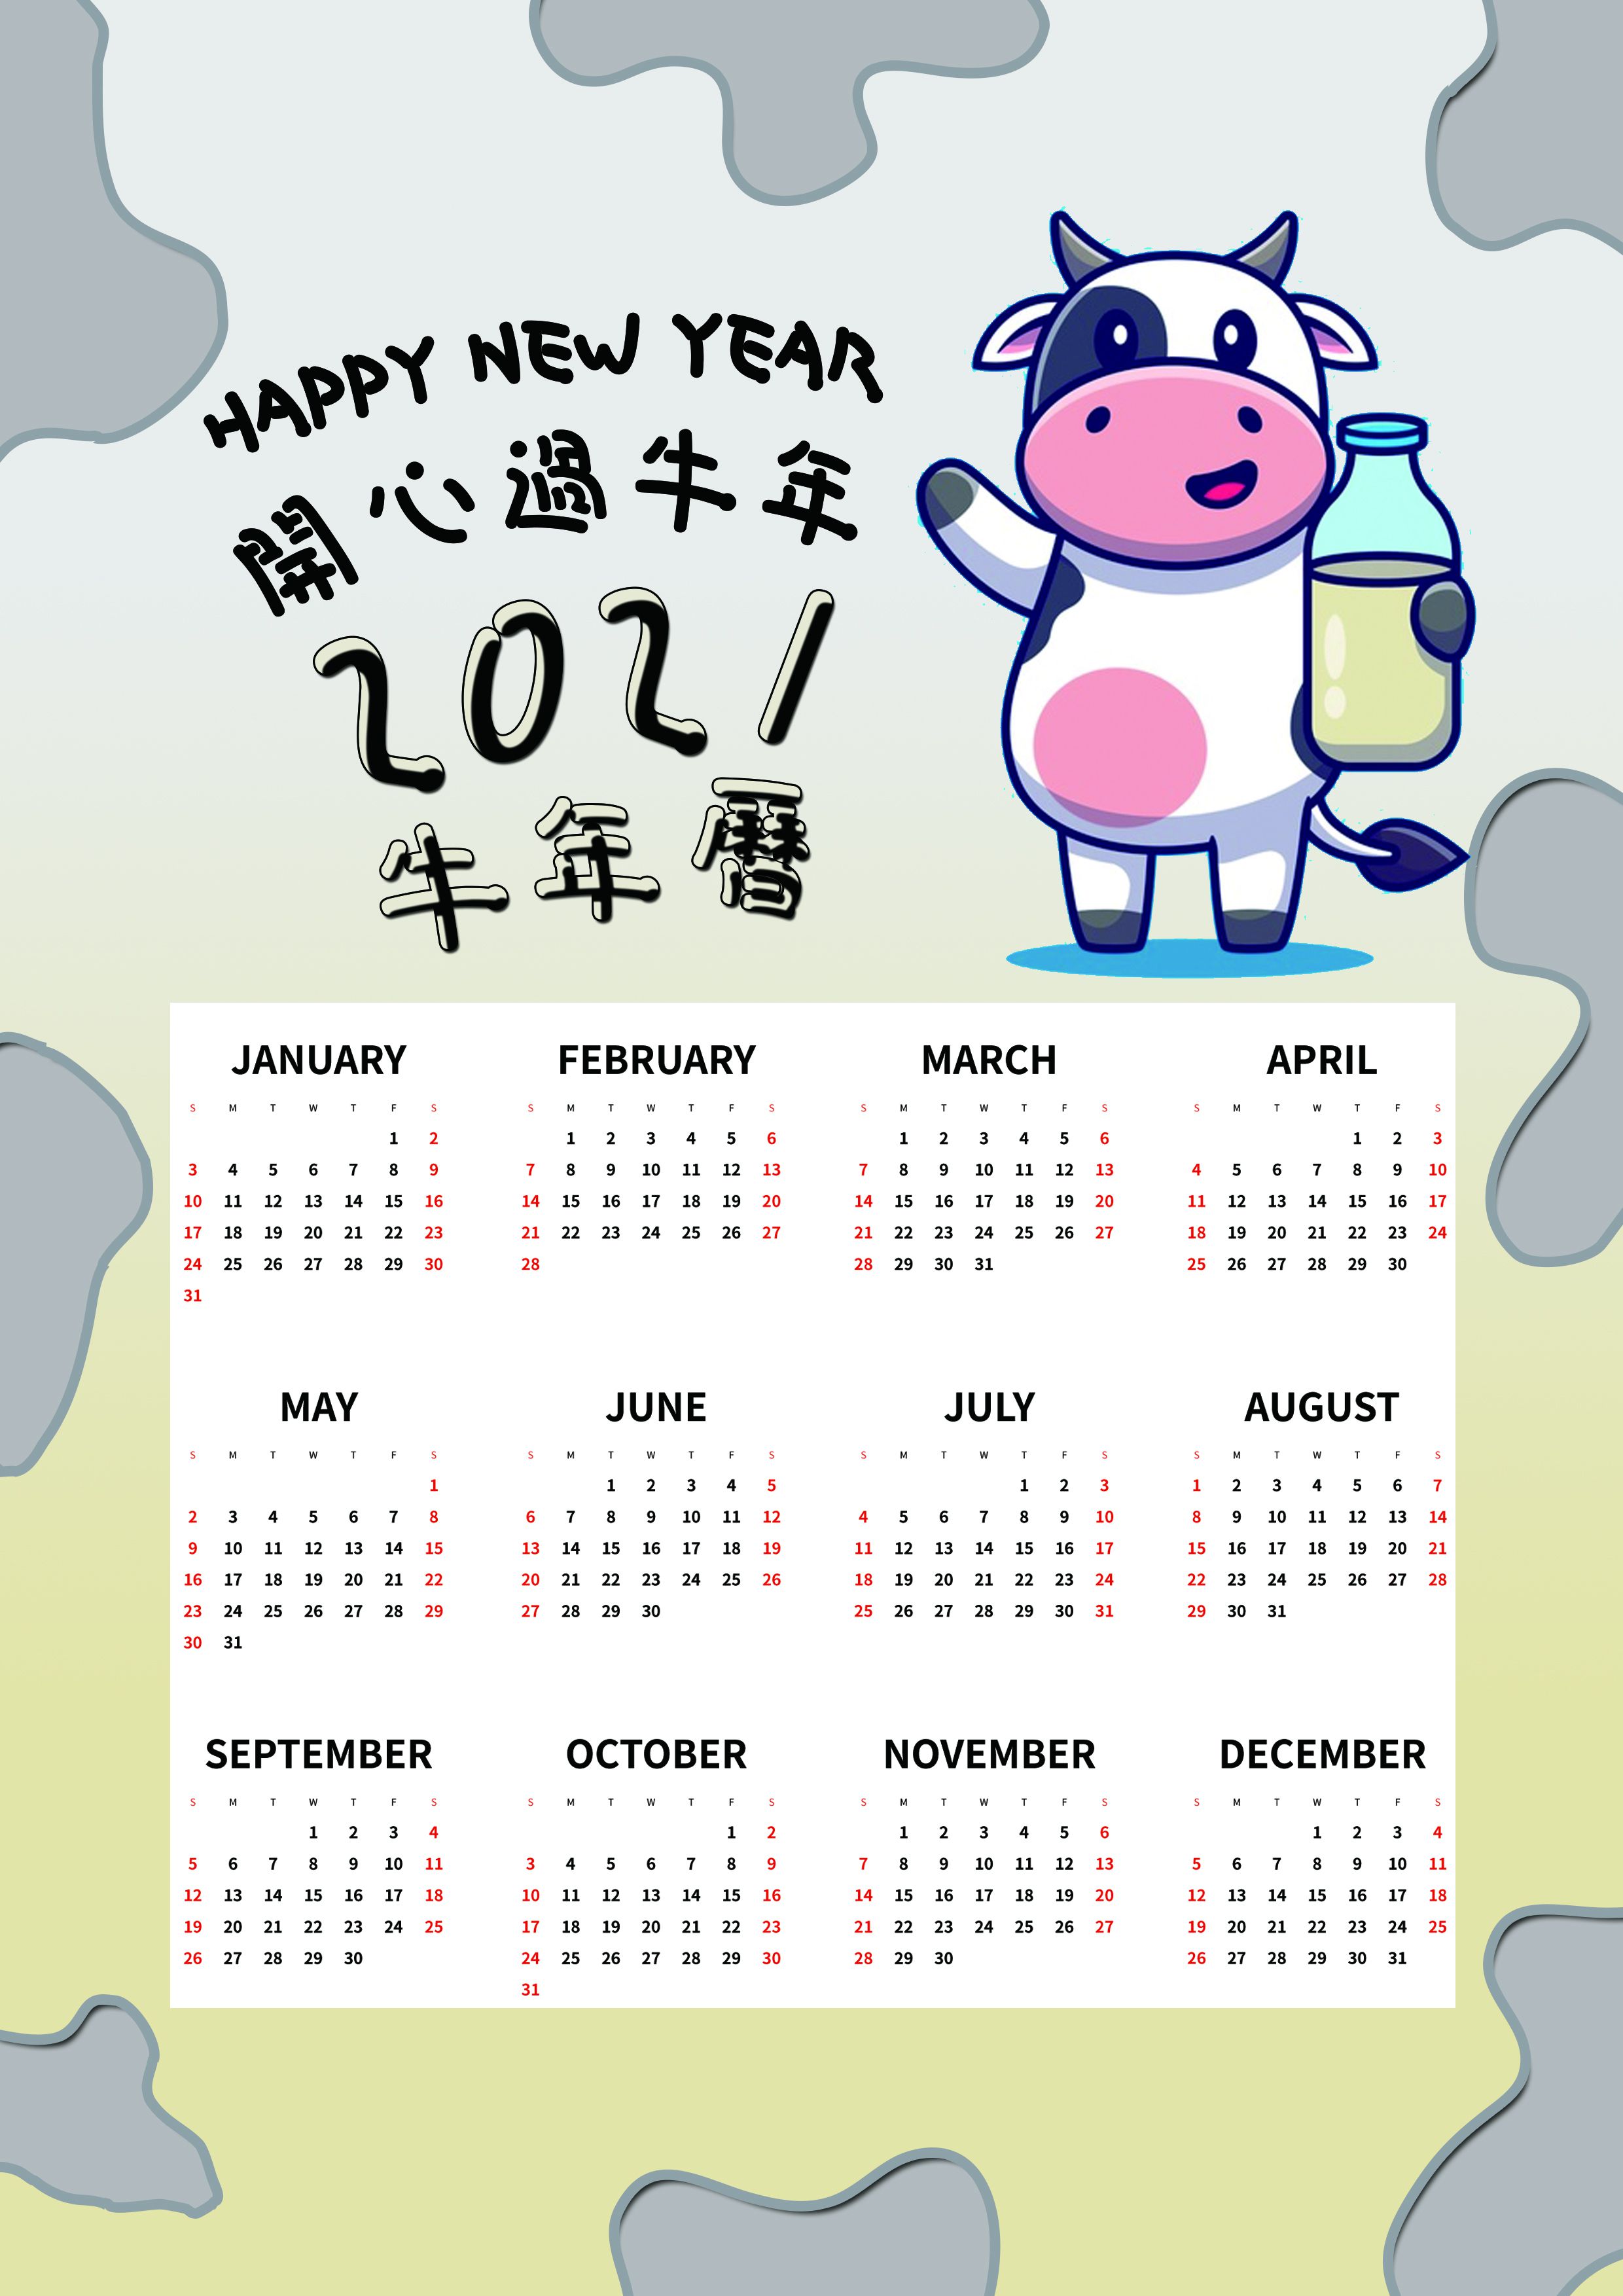 HAPPY NEW YEAR
開心過牛年
2021
牛年曆
JANUARY FEBRUARY MARCH APRIL
S M T W T F S S M T W T F S S M T W T F S S M T W T F S
1 2 1 2 3 4 5 6 1 2 3 4 5 6 1 2 3
3 4 5 6 7 8 9 7 8 9 10 11 12 13 7 8 9 10 11 12 13 4 5 6 7 8 9 10
10 11 12 13 14 15 16 14 15 16 17 18 19 20 14 15 16 17 18 19 20 11 12 13 14 15 16 17
17 18 19 20 21 22 23 21 22 23 24 25 26 27 21 22 23 24 25 26 27 18 19 20 21 22 23 24
24 25 26 27 28 29 30 28 28 29 30 31 25 26 27 28 29 30
31
MAY JUNE JULY AUGUST
S M T W T F S S M T W T F S S M T W T F S S M T W T F S
1 1 2 3 4 5 1 2 3 1 2 3 4 5 6 7
2 3 4 5 6 7 8 6 7 8 9 10 11 12 4 5 6 7 8 9 10 8 9 10 11 12 13 14
9 10 11 12 13 14 15 13 14 15 16 17 18 19 11 12 13 14 15 16 17 15 16 17 18 19 20 21
16 17 18 19 20 21 22 20 21 22 23 24 25 26 18 19 20 21 22 23 24 22 23 24 25 26 27 28
23 24 25 26 27 28 29 27 28 29 30 25 26 27 28 29 30 31 29 30 31
30 31
SEPTEMBER OCTOBER NOVEMBER DECEMBER
S M T W T F S S M T W T F S S M T W T F S S M T W T F S
1 2 3 4 1 2 1 2 3 4 5 6 1 2 3 4
5 6 7 8 9 10 11 3 4 5 6 7 8 9 7 8 9 10 11 12 13 5 6 7 8 9 10 11
12 13 14 15 16 17 18 10 11 12 13 14 15 16 14 15 16 17 18 19 20 12 13 14 15 16 17 18
19 20 21 22 23 24 25 17 18 19 20 21 22 23 21 22 23 24 25 26 27 19 20 21 22 23 24 25
26 27 28 29 30 24 25 26 27 28 29 30 28 29 30 26 27 28 29 30 31
31